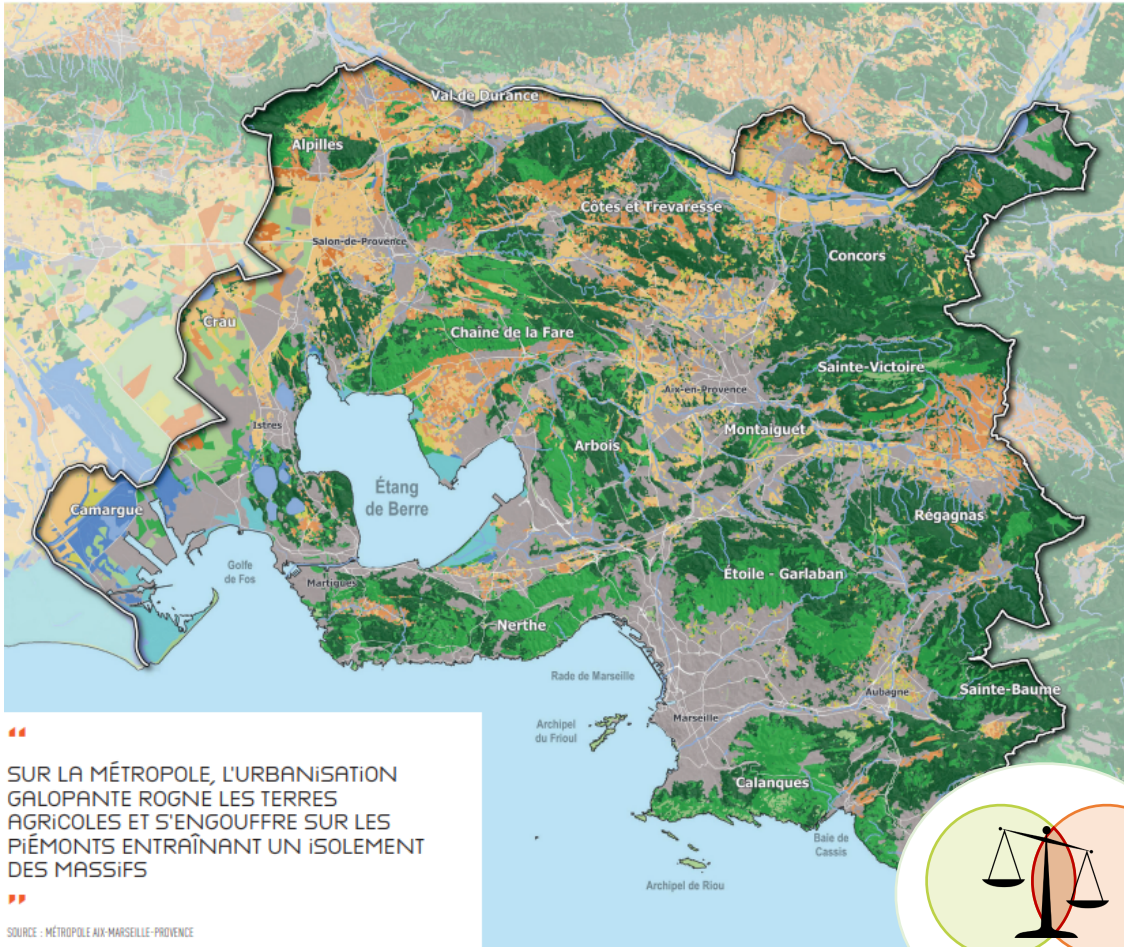 Val de Durance
Alpilles
Côtes et Trevaresse
Salon-de-Provence
Concors
Crau
Chaîne de la Fare
Sainte-Victoire
Aix-en-Provence
Istres
Montaiguet
Arbois
Étang
de Berre
Camargue
Régagnas
Golfe
de Fos
Étoile - Garlaban
Martigues
Nerthe
Rade de Marseille
Sainte-Baume
Aubagne
Marseille
Archipel
du Frioul
Calanques
Baie de
Cassis
Archipel de Riou
“
SUR LA MÉTROPOLE, L'URBANiSATiON
GALOPANTE ROGNE LES TERRES
AGRiCOLES ET S'ENGOUFFRE SUR LES
PiÉMONTS ENTRAÎNANT UN iSOLEMENT
DES MASSiFS
”
SOURCE : MÉTROPOLE AIX-MARSEILLE-PROVENCE